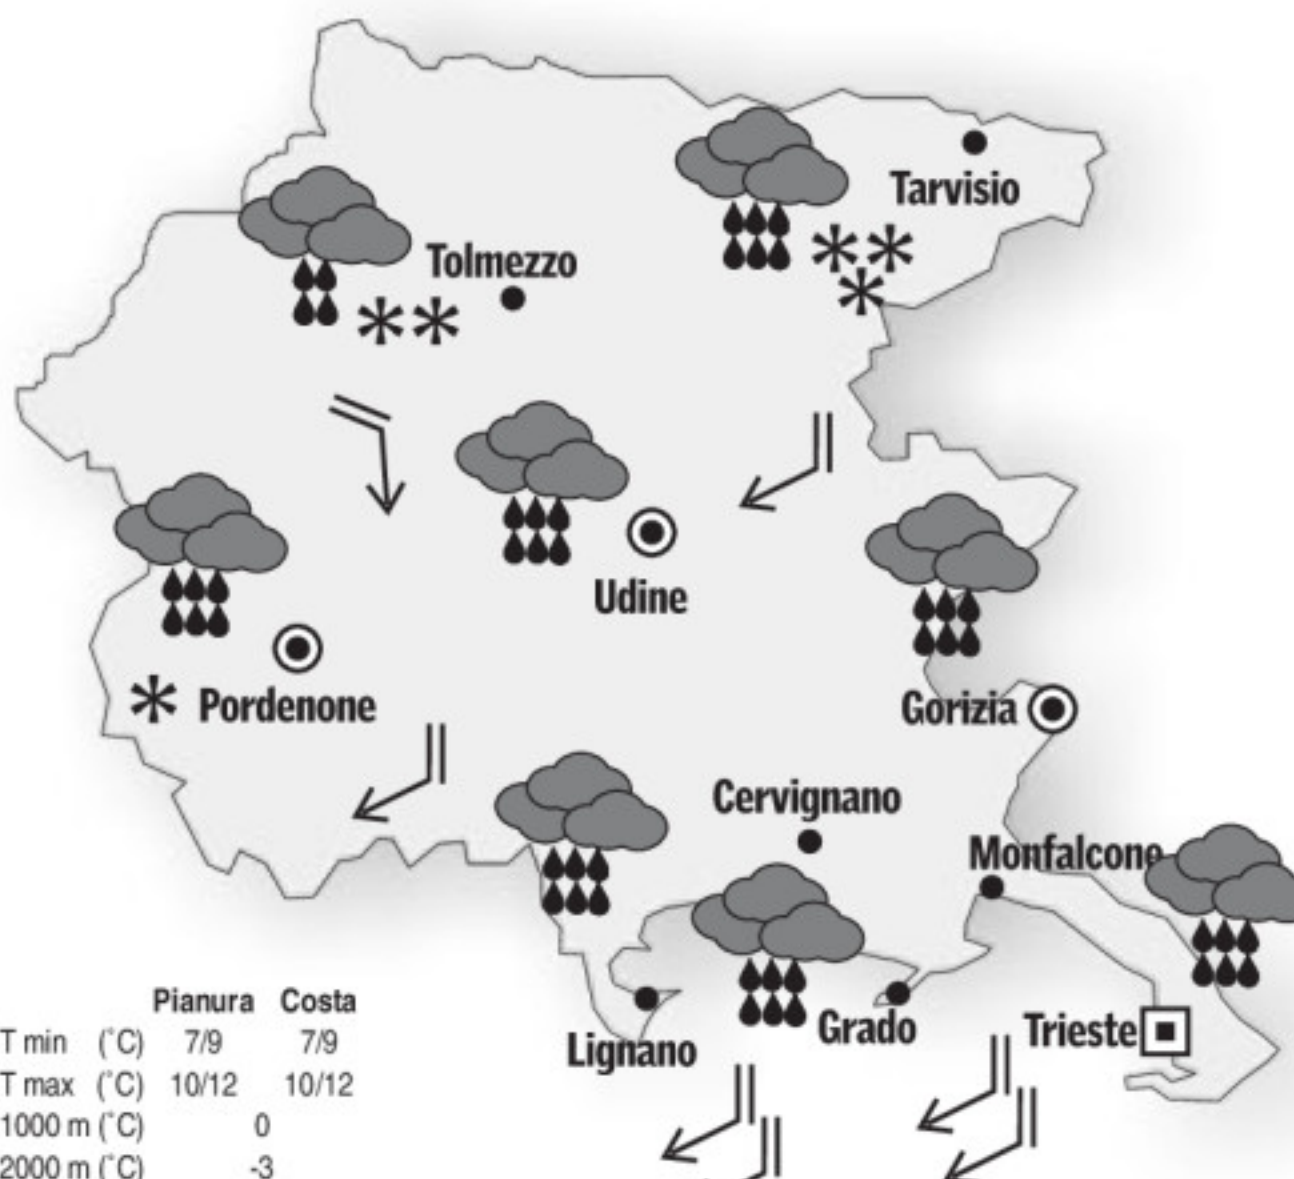 Tarvisio
Tolmezzo
Udine
Pordenone
Gorizia
Cervignano
Monfalcone
Grado
Trieste
Lignano
Pianura Costa
T min (°C) 7/9 7/9
T max (°C) 10/12 10/12
1000 m (°C) 0
2000 m (°C) -3